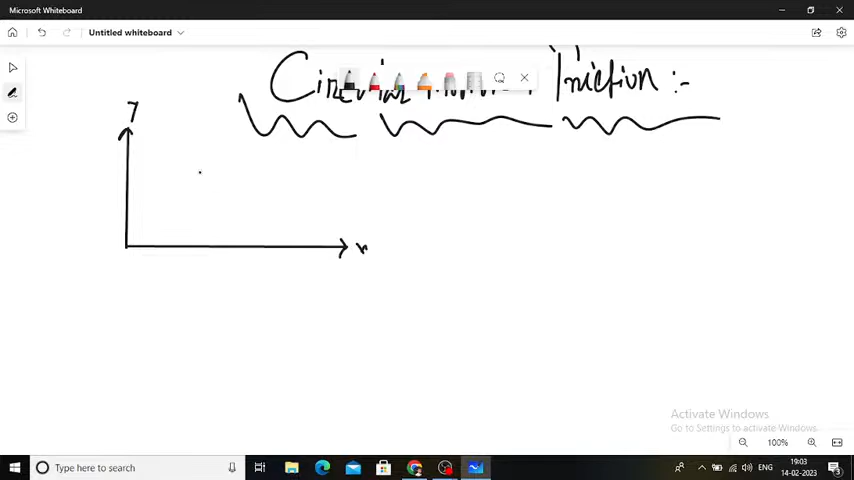 Microsoft Whiteboard
Untitled whiteboard
Friction :-
y
x
Activate Windows
Go to Settings to activate Windows.
100%
Type here to search
ENG
19:03
14-02-2023